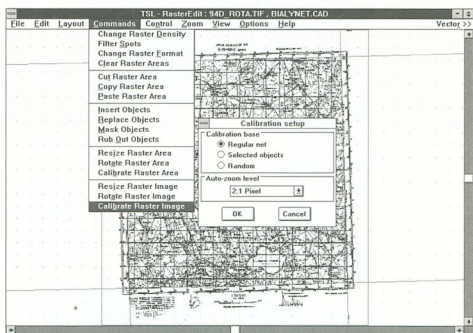 TSL - RasterEdit : 94D_ROTA.TIF , BIALYNET.CAD
File Edit Layout Commands Control Zoom View Options Help Vector >>
Change Raster Density
Filter Spots
Change Raster Format
Clear Raster Areas
Cut Raster Area
Copy Raster Area
Paste Raster Area
Insert Objects
Replace Objects
Mask Objects
Rub Out Objects
Resize Raster Area
Rotate Raster Area
Calibrate Raster Area
Resize Raster Image
Rotate Raster Image
Calibrate Raster Image
Calibration setup
Calibration base
Regular net
Selected objects
Random
Auto-zoom level
2:1 Pixel
OK Cancel